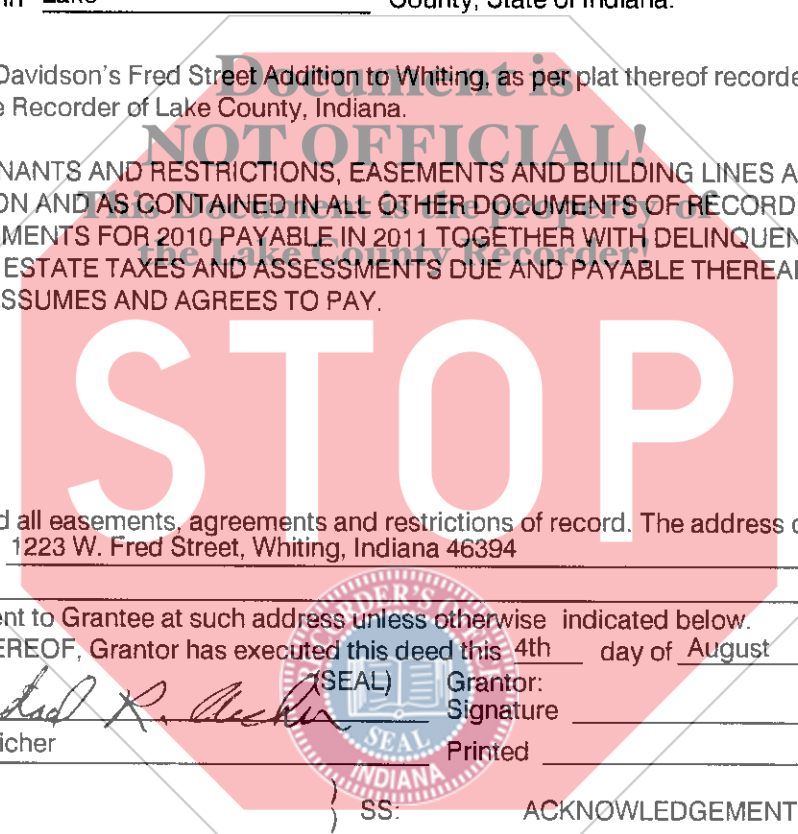 in Lake County, State of Indiana.
Davidson's Fred Street Addition to Whiting, as per plat thereof recorde
e Recorder of Lake County, Indiana.
Document is
NOT OFFICIAL!
This Document is the property of
the Lake County Recorder!
NANTS AND RESTRICTIONS, EASEMENTS AND BUILDING LINES A
ON AND AS CONTAINED IN ALL OTHER DOCUMENTS OF RECORD
MENTS FOR 2010 PAYABLE IN 2011 TOGETHER WITH DELINQUEN
ESTATE TAXES AND ASSESSMENTS DUE AND PAYABLE THEREA
SSUMES AND AGREES TO PAY.
STOP
d all easements, agreements and restrictions of record. The address o
1223 W. Fred Street, Whiting, Indiana 46394
ent to Grantee at such address unless otherwise indicated below.
EREOF, Grantor has executed this deed this 4th day of August
(SEAL) Grantor:
Signature
icher Printed
RECORDER'S OFFICE
SEAL
INDIANA
SS: ACKNOWLEDGEMENT